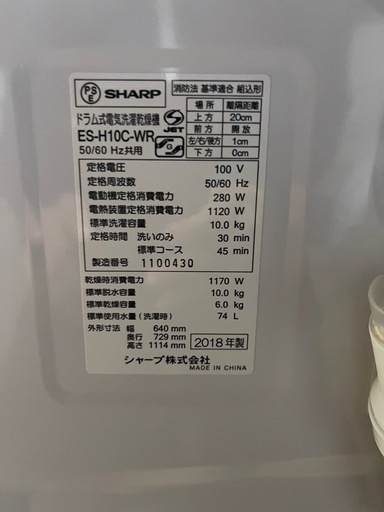 PS
E
SHARP
ドラム式電気洗濯乾燥機
ES-H10C-WR
50/60 Hz共用
S-JET
消防法 基準適合 組込形
場所 離隔距離
上方 20cm
前方 開放
左/右/後方 1cm
下方 0cm
定格電圧 100 V
定格周波数 50/60 Hz
電動機定格消費電力 280 W
電熱装置定格消費電力 1120 W
標準洗濯容量 10.0 kg
定格時間 洗いのみ 30 min
標準コース 45 min
製造番号 1100430
乾燥時消費電力 1170 W
標準脱水容量 10.0 kg
標準乾燥容量 6.0 kg
標準使用水量 (洗濯時) 74 L
外形寸法 幅 640 mm
奥行 729 mm
高さ 1114 mm
2018年製
シャープ株式会社
MADE IN CHINA